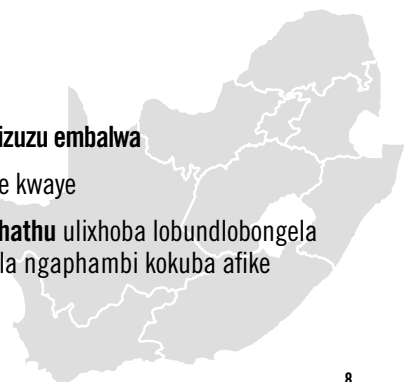 izuzu embalwa
e kwaye
hathu ulixhoba lobundlobongela
la ngaphambi kokuba afike
8